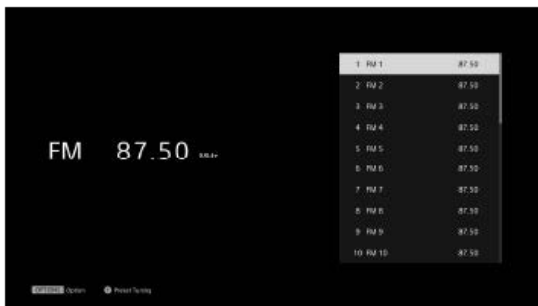 FM 87.50
1 FM 1 87.50
2 FM 2 87.50
3 FM 3 87.50
4 FM 4 87.50
5 FM 5 87.50
6 FM 6 87.50
7 FM 7 87.50
8 FM 8 87.50
9 FM 9 87.50
10 FM 10 87.50
OPTIONS Option Preset Tuning